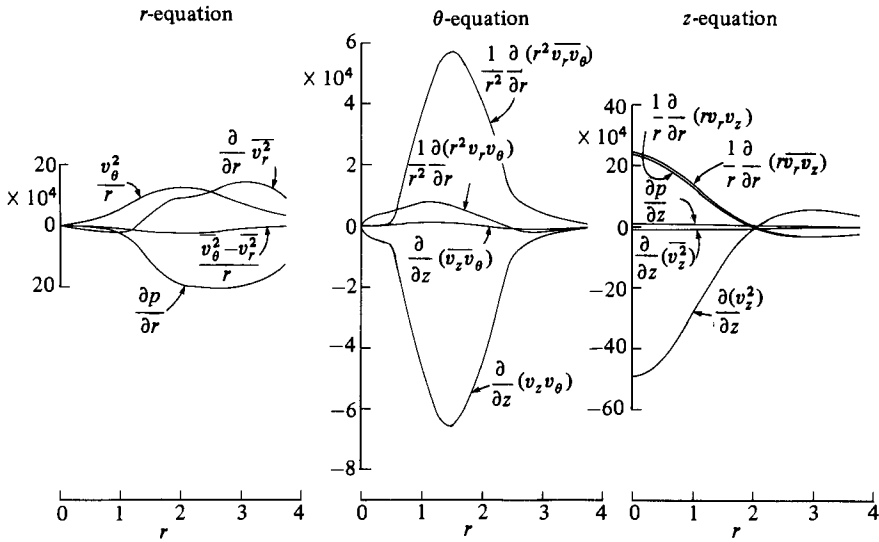 r-equation
θ-equation
z-equation
× 10⁴
20
0
20
v_θ²/r
∂/∂r \overline{v_r²}
(\overline{v_θ²} − \overline{v_r²})/r
∂p/∂r
0 1 2 3 4
r
× 10⁴
6
4
2
0
−2
−4
−6
−8
1/r² ∂/∂r (r² \overline{v_r v_θ})
1/r² ∂(r² v_r v_θ)/∂r
∂/∂z (\overline{v_z v_θ})
∂/∂z (v_z v_θ)
0 1 2 3 4
r
40
× 10⁴
20
0
−20
−40
−60
1/r ∂/∂r (r v_r v_z)
1/r ∂/∂r (r \overline{v_r v_z})
∂p/∂z
∂/∂z (\overline{v_z²})
∂(v_z²)/∂z
0 1 2 3 4
r